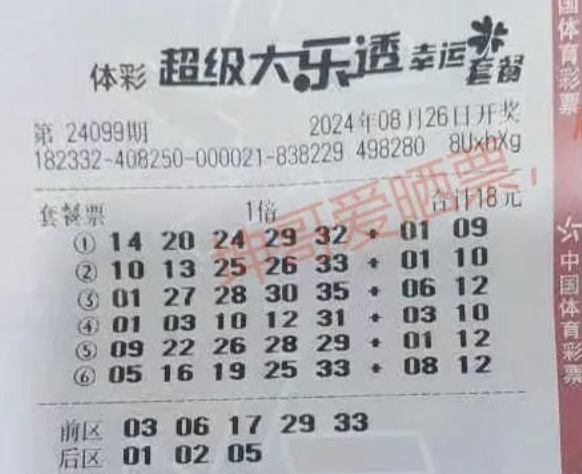 体彩 超级大乐透 幸运套餐
第 24099期 2024年08月26日开奖
182332-408250-000021-838229 498280 8UxhXg
套餐票 1倍 合计18元
① 14 20 24 29 32 + 01 09
② 10 13 25 26 33 + 01 10
③ 01 27 28 30 35 + 06 12
④ 01 03 10 12 31 + 03 10
⑤ 09 22 26 28 29 + 01 12
⑥ 05 16 19 25 33 + 08 12
前区 03 06 17 29 33
后区 01 02 05
坤哥爱晒票
国体育彩票
中国体育彩票